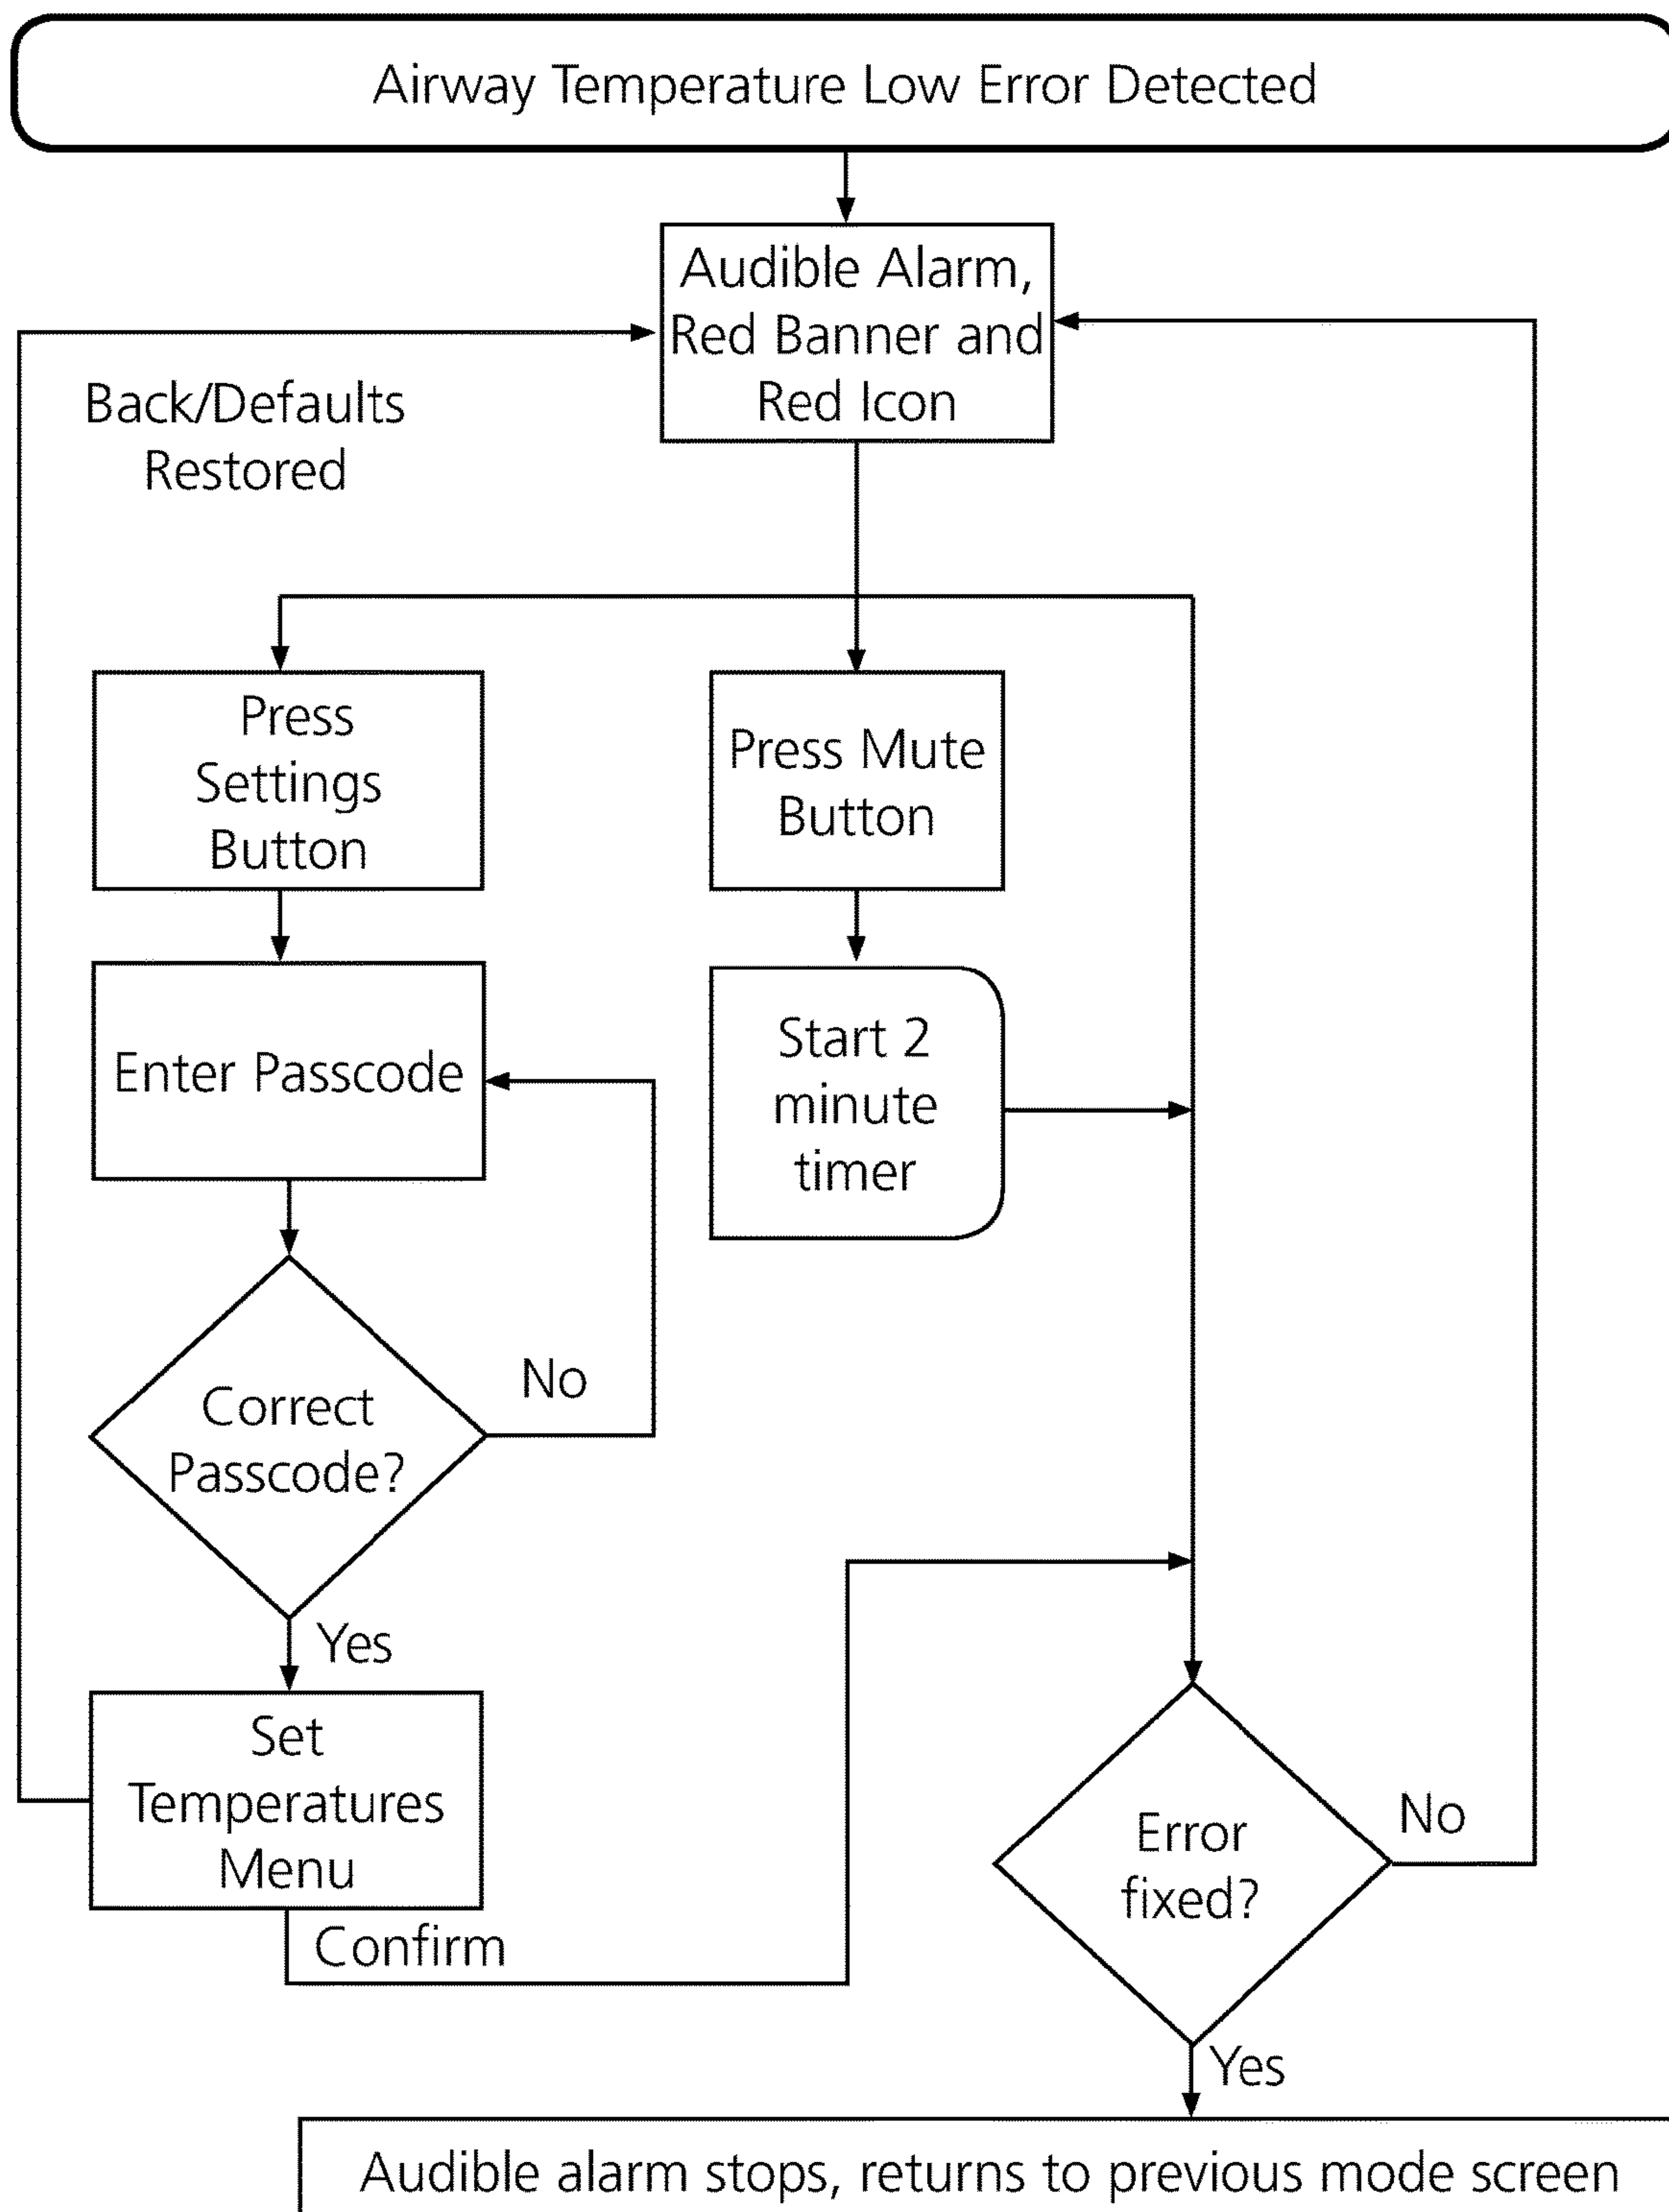 Airway Temperature Low Error Detected
Audible Alarm,
Red Banner and
Red Icon
Back/Defaults
Restored
Press
Settings
Button
Press Mute
Button
Enter Passcode
Start 2
minute
timer
Correct
Passcode?
No
Yes
Set
Temperatures
Menu
Confirm
Error
fixed?
No
Yes
Audible alarm stops, returns to previous mode screen